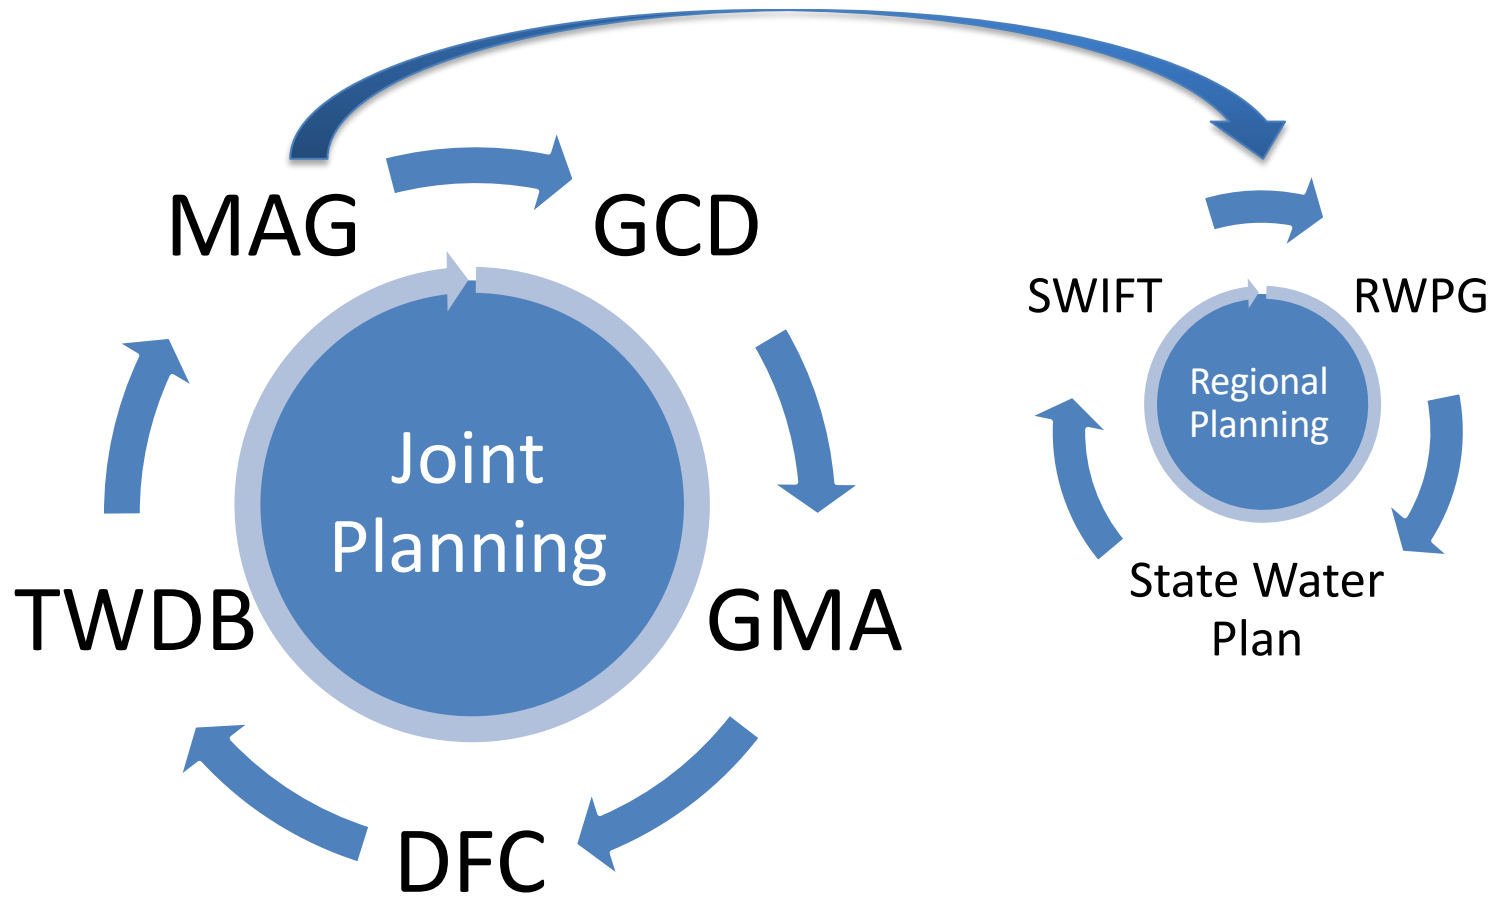 MAG
GCD
SWIFT
RWPG
Regional
Planning
Joint
Planning
TWDB
GMA
State Water
Plan
DFC